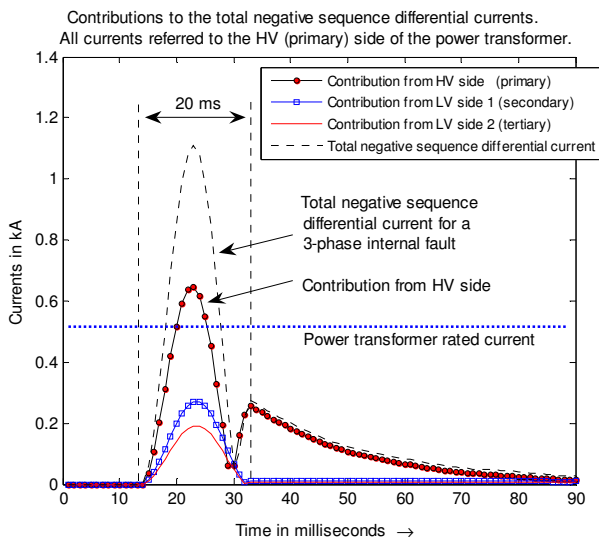 Contributions to the total negative sequence differential currents.
All currents referred to the HV (primary) side of the power transformer.
1.4
1.2
1
0.8
0.6
0.4
0.2
0
Currents in kA
20 ms
Contribution from HV side (primary)
Contribution from LV side 1 (secondary)
Contribution from LV side 2 (tertiary)
Total negative sequence differential current
Total negative sequence
differential current for a
3-phase internal fault
Contribution from HV side
Power transformer rated current
0 10 20 30 40 50 60 70 80 90
Time in milliseconds →